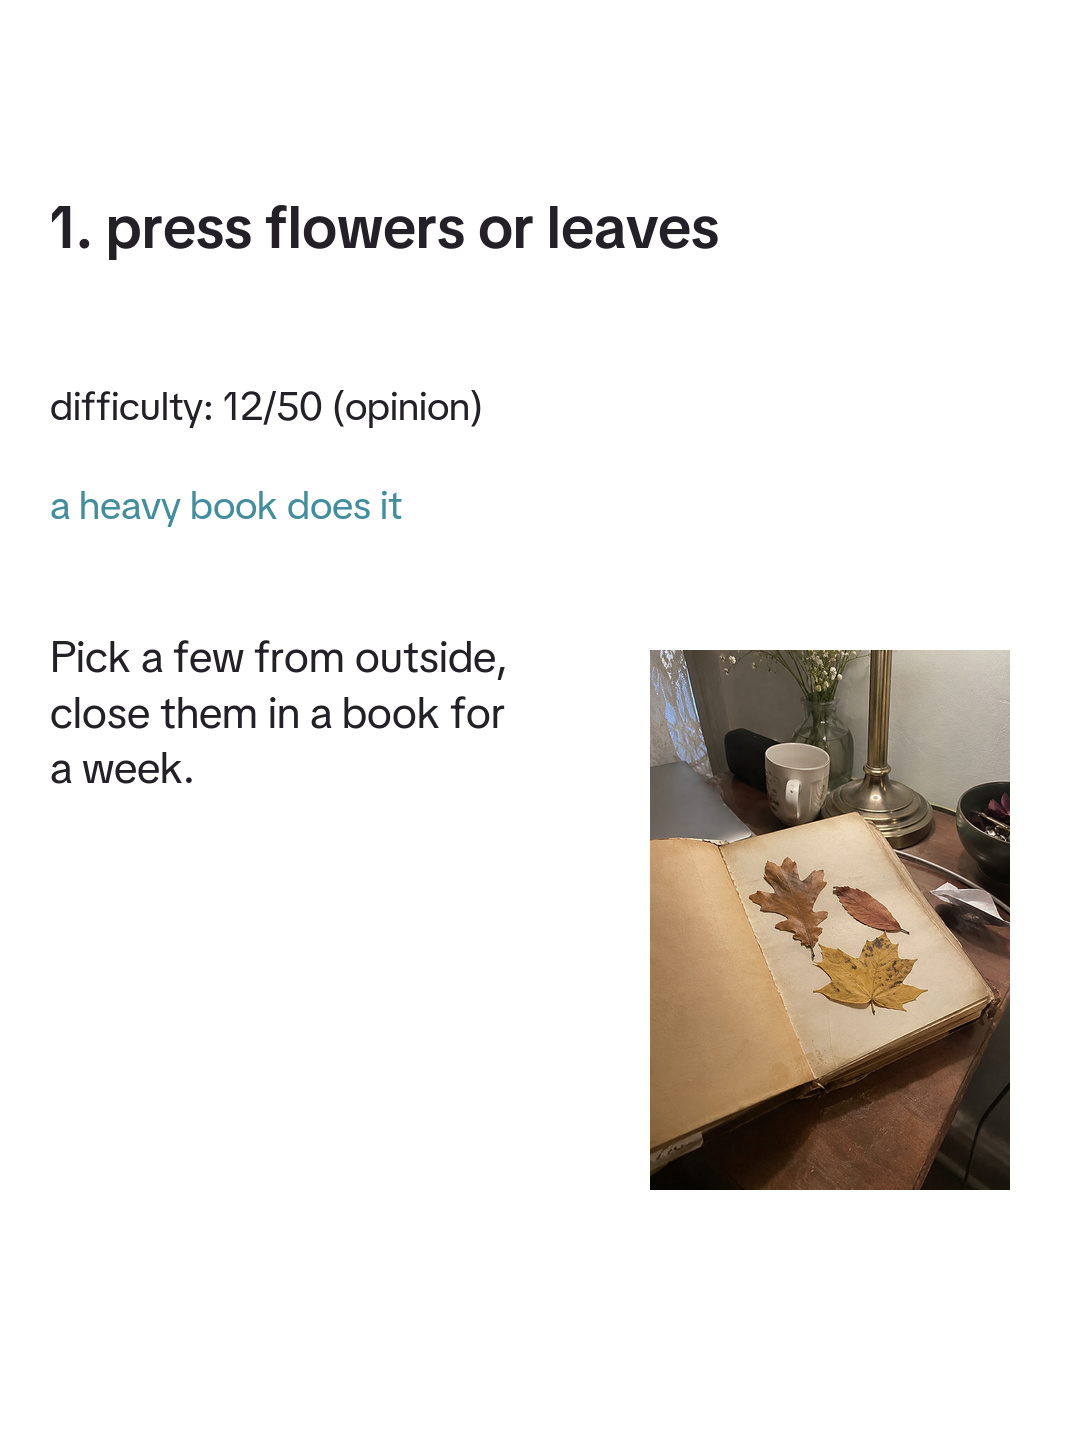 1. press flowers or leaves
difficulty: 12/50 (opinion)
a heavy book does it
Pick a few from outside,
close them in a book for
a week.